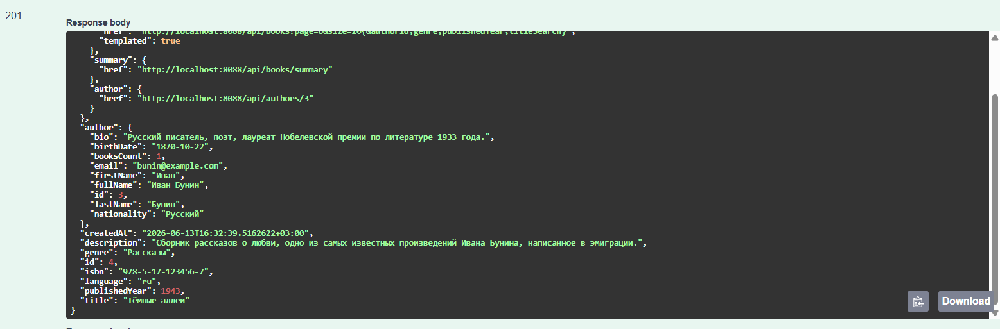 201
Response body
"href": "http://localhost:8088/api/books?page=0&size=20{&authorId,genre,publishedYear,titleSearch}",
"templated": true
},
"summary": {
"href": "http://localhost:8088/api/books/summary"
},
"author": {
"href": "http://localhost:8088/api/authors/3"
}
},
"author": {
"bio": "Русский писатель, поэт, лауреат Нобелевской премии по литературе 1933 года.",
"birthDate": "1870-10-22",
"booksCount": 1,
"email": "bunin@example.com",
"firstName": "Иван",
"fullName": "Иван Бунин",
"id": 3,
"lastName": "Бунин",
"nationality": "Русский"
},
"createdAt": "2026-06-13T16:32:39.5162622+03:00",
"description": "Сборник рассказов о любви, одно из самых известных произведений Ивана Бунина, написанное в эмиграции.",
"genre": "Рассказы",
"id": 4,
"isbn": "978-5-17-123456-7",
"language": "ru",
"publishedYear": 1943,
"title": "Тёмные аллеи"
}
Download